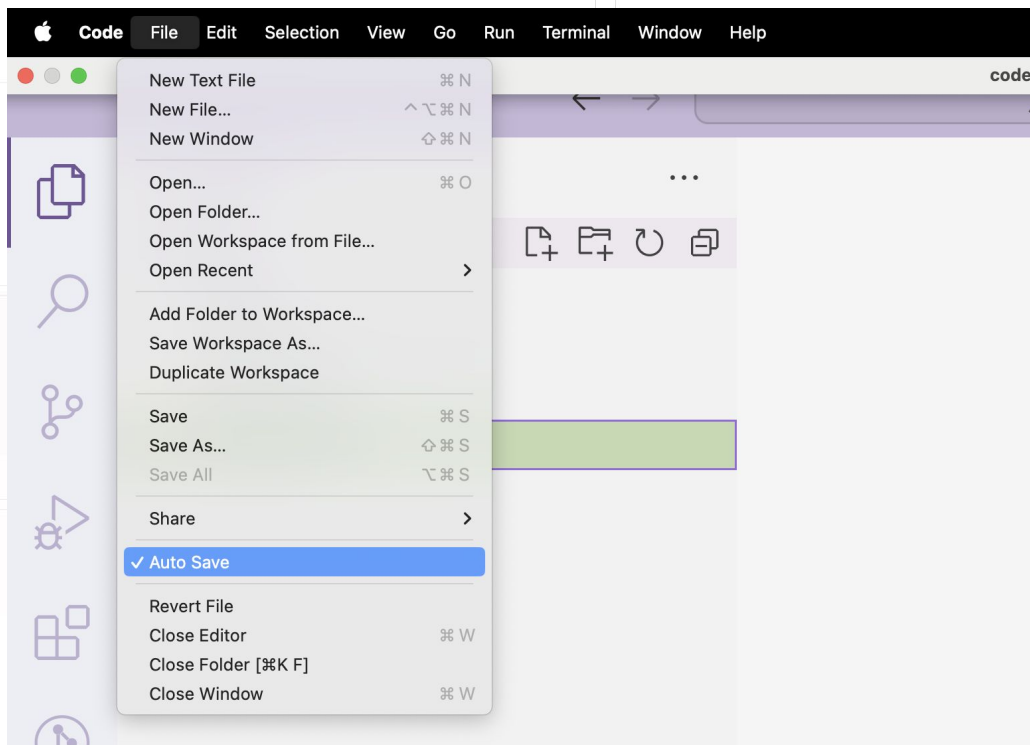 Code File Edit Selection View Go Run Terminal Window Help
code
New Text File ⌘ N
New File... ^⌥⌘ N
New Window ⇧⌘ N
Open... ⌘ O
Open Folder...
Open Workspace from File...
Open Recent >
Add Folder to Workspace...
Save Workspace As...
Duplicate Workspace
Save ⌘ S
Save As... ⇧⌘ S
Save All ⌥⌘ S
Share >
✓ Auto Save
Revert File
Close Editor ⌘ W
Close Folder [⌘K F]
Close Window ⌘ W